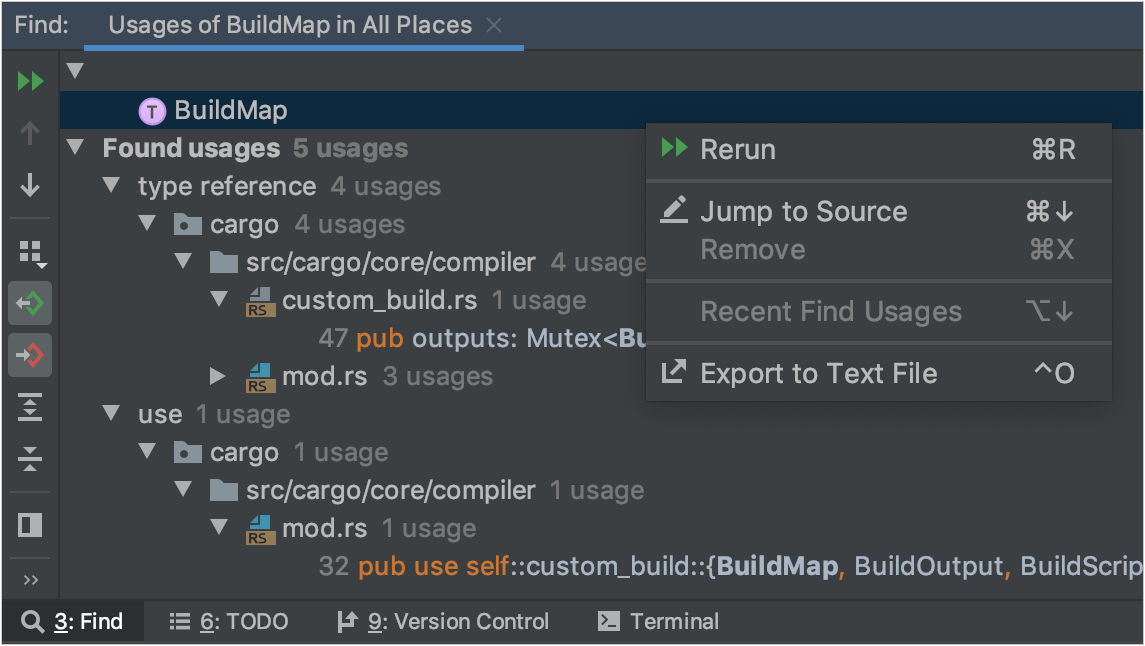 Find: Usages of BuildMap in All Places
T BuildMap
Found usages 5 usages
type reference 4 usages
cargo 4 usages
src/cargo/core/compiler 4 usage
RS custom_build.rs 1 usage
47 pub outputs: Mutex<Bu
RS mod.rs 3 usages
use 1 usage
cargo 1 usage
src/cargo/core/compiler 1 usage
RS mod.rs 1 usage
32 pub use self::custom_build::{BuildMap, BuildOutput, BuildScrip
Rerun ⌘R
Jump to Source ⌘↓
Remove ⌘X
Recent Find Usages ⌥↓
Export to Text File ^O
3: Find 6: TODO 9: Version Control Terminal